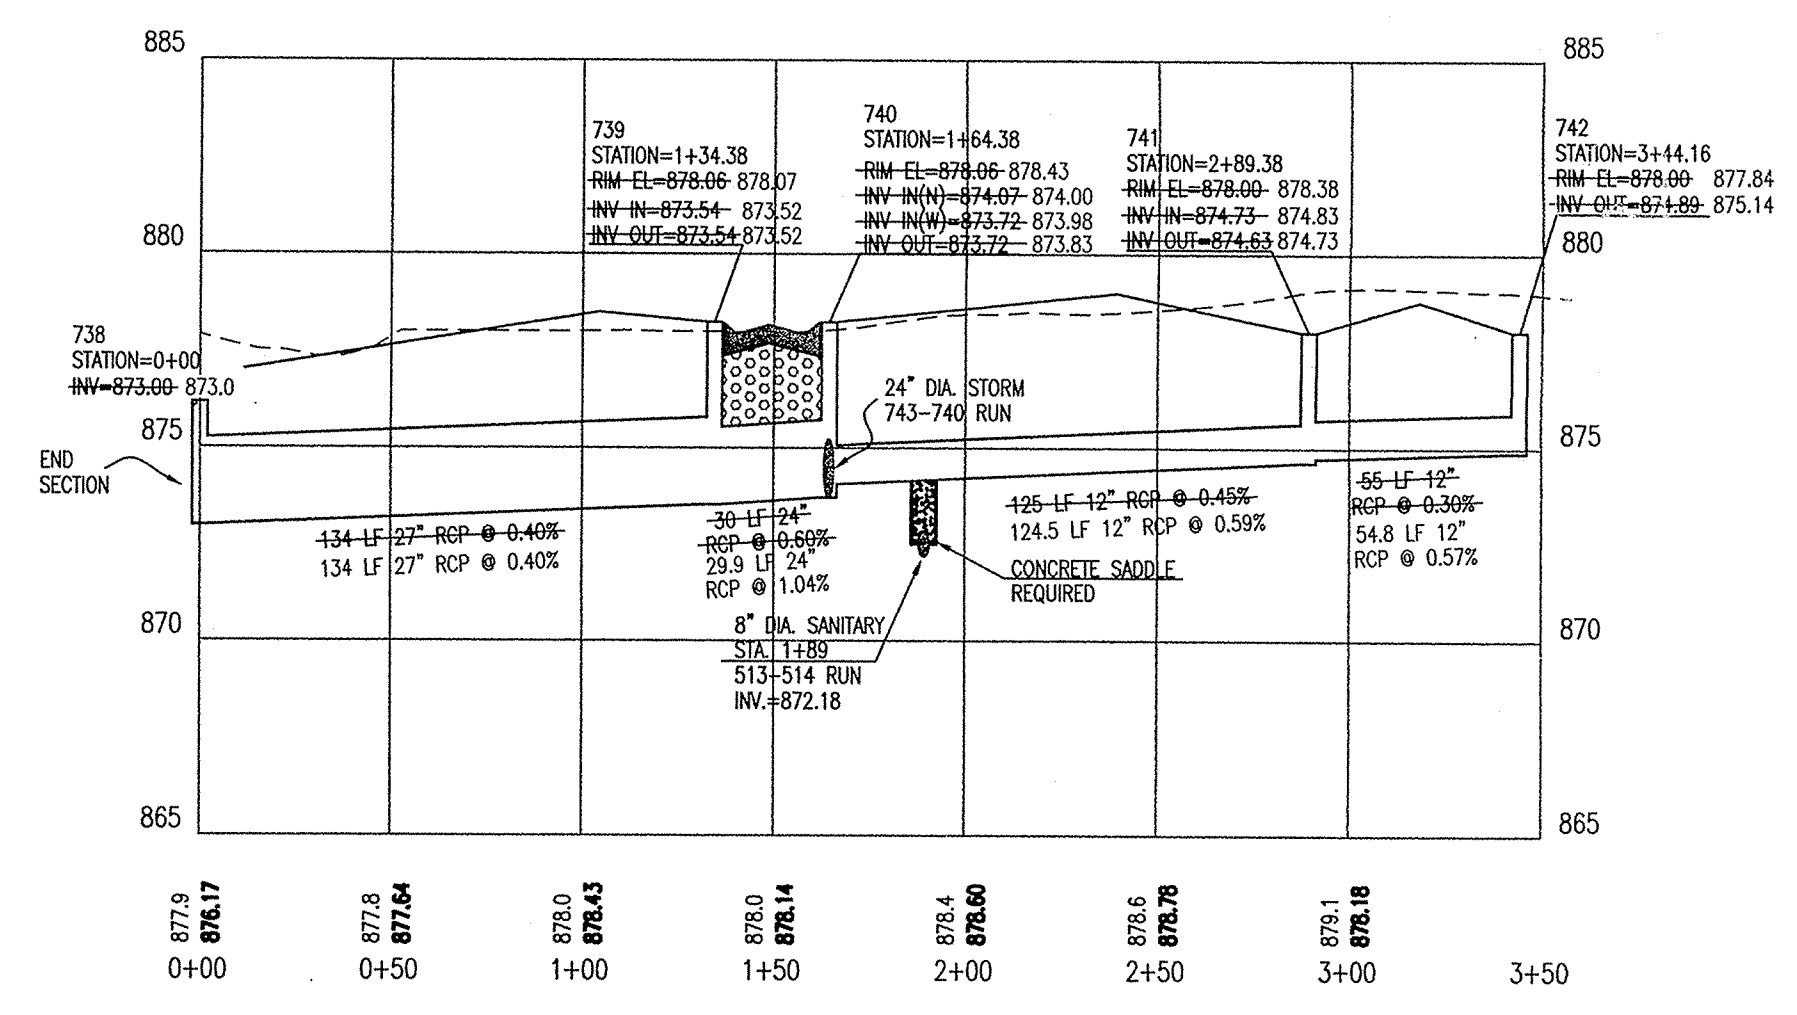 885
885
739
STATION=1+34.38
RIM EL=878.06 878.07
INV IN=873.54 873.52
INV OUT=873.54 873.52
740
STATION=1+64.38
RIM EL=878.06 878.43
INV IN(N)=874.07 874.00
INV IN(W)=873.72 873.98
INV OUT=873.72 873.83
741
STATION=2+89.38
RIM EL=878.00 878.38
INV IN=874.73 874.83
INV OUT=874.63 874.73
742
STATION=3+44.16
RIM EL=878.00 877.84
INV OUT=874.89 875.14
880
880
738
STATION=0+00
INV=873.00 873.0
24" DIA. STORM
743-740 RUN
875
875
END
SECTION
134 LF 27" RCP @ 0.40%
134 LF 27" RCP @ 0.40%
30 LF 24"
RCP @ 0.60%
29.9 LF 24"
RCP @ 1.04%
125 LF 12" RCP @ 0.45%
124.5 LF 12" RCP @ 0.59%
55 LF 12"
RCP @ 0.30%
54.8 LF 12"
RCP @ 0.57%
CONCRETE SADDLE
REQUIRED
8" DIA. SANITARY
STA. 1+89
513-514 RUN
INV.=872.18
870
870
865
865
877.9
876.17
877.8
877.64
878.0
878.43
878.0
878.14
878.4
878.60
878.6
878.78
879.1
878.18
0+00 0+50 1+00 1+50 2+00 2+50 3+00 3+50